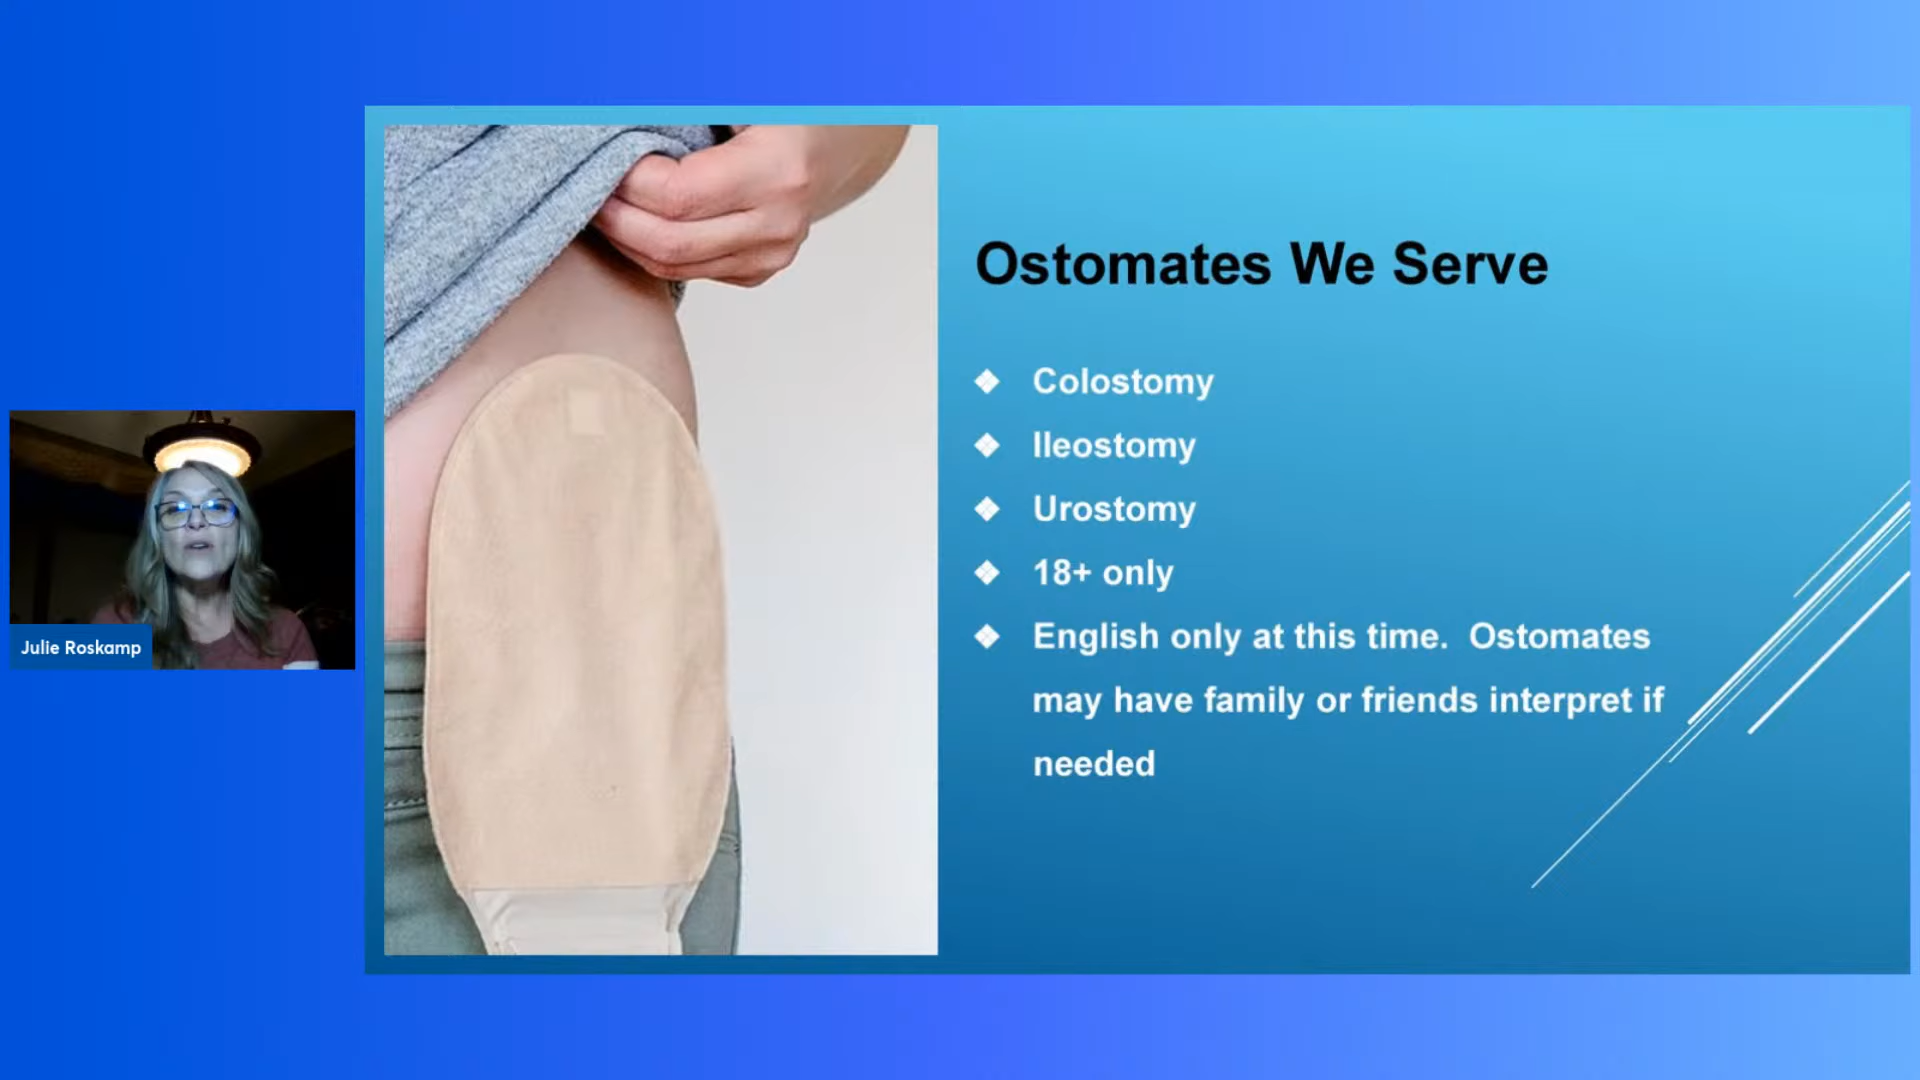 Ostomates We Serve
Colostomy
Ileostomy
Urostomy
18+ only
English only at this time.  Ostomates
may have family or friends interpret if
needed
Julie Roskamp